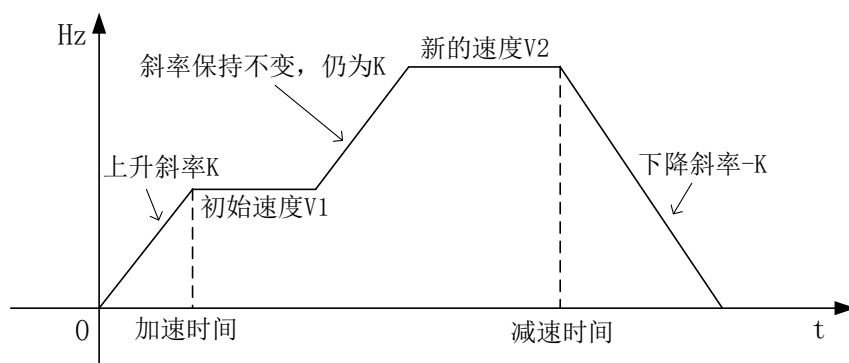 Hz
新的速度V2
斜率保持不变，仍为K
上升斜率K
下降斜率-K
初始速度V1
0
加速时间
减速时间
t